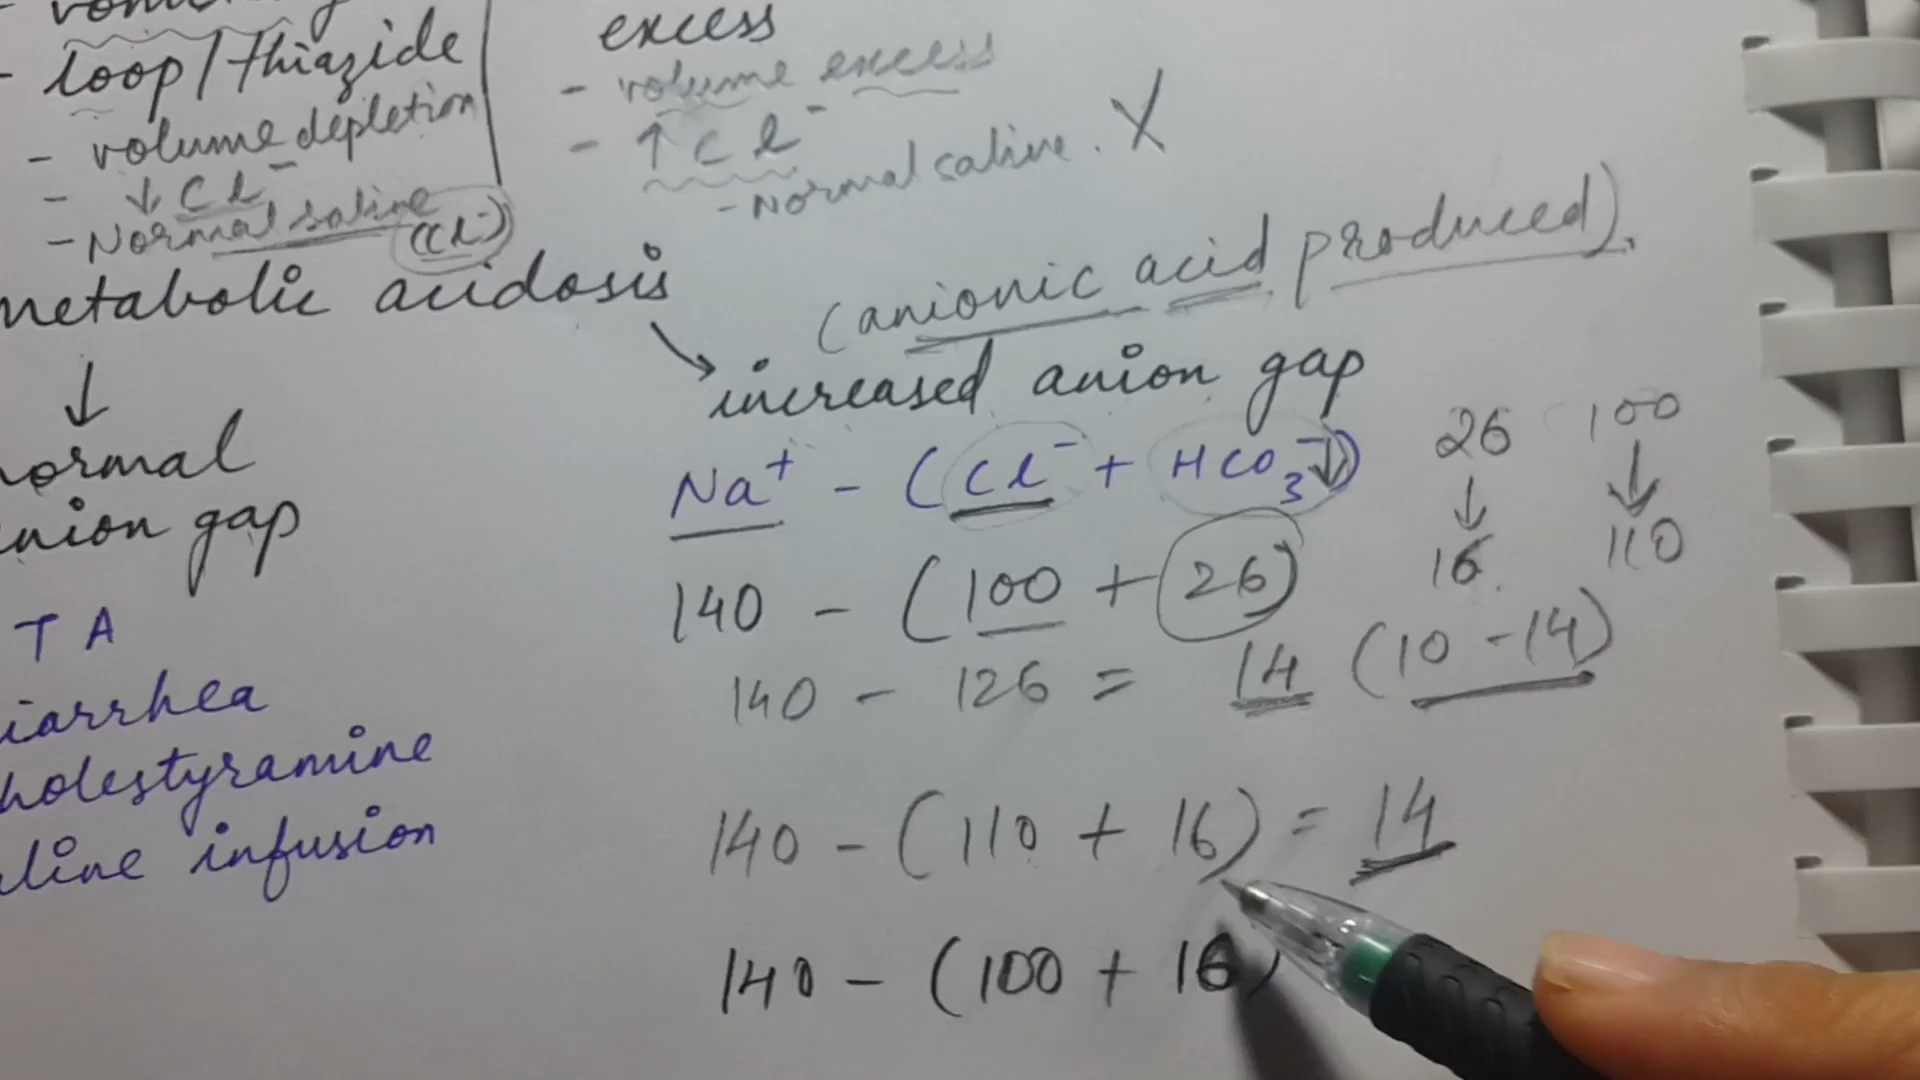 loop/thiazide
- volume depletion
- ↓ Cl⁻
- Normal saline
(Cl⁻)
excess
- volume excess
- ↑ Cl⁻
- Normal saline. X
metabolic acidosis
(anionic acid produced).
increased anion gap
↓
normal
anion gap
TA
iarrhea
holestyramine
line infusion
Na⁺ - (Cl⁻ + HCO₃⁻↓)
26 100
↓ ↓
16 110
140 - (100 + 26)
140 - 126 = 14 (10 - 14)
140 - (110 + 16) = 14
140 - (100 + 16)